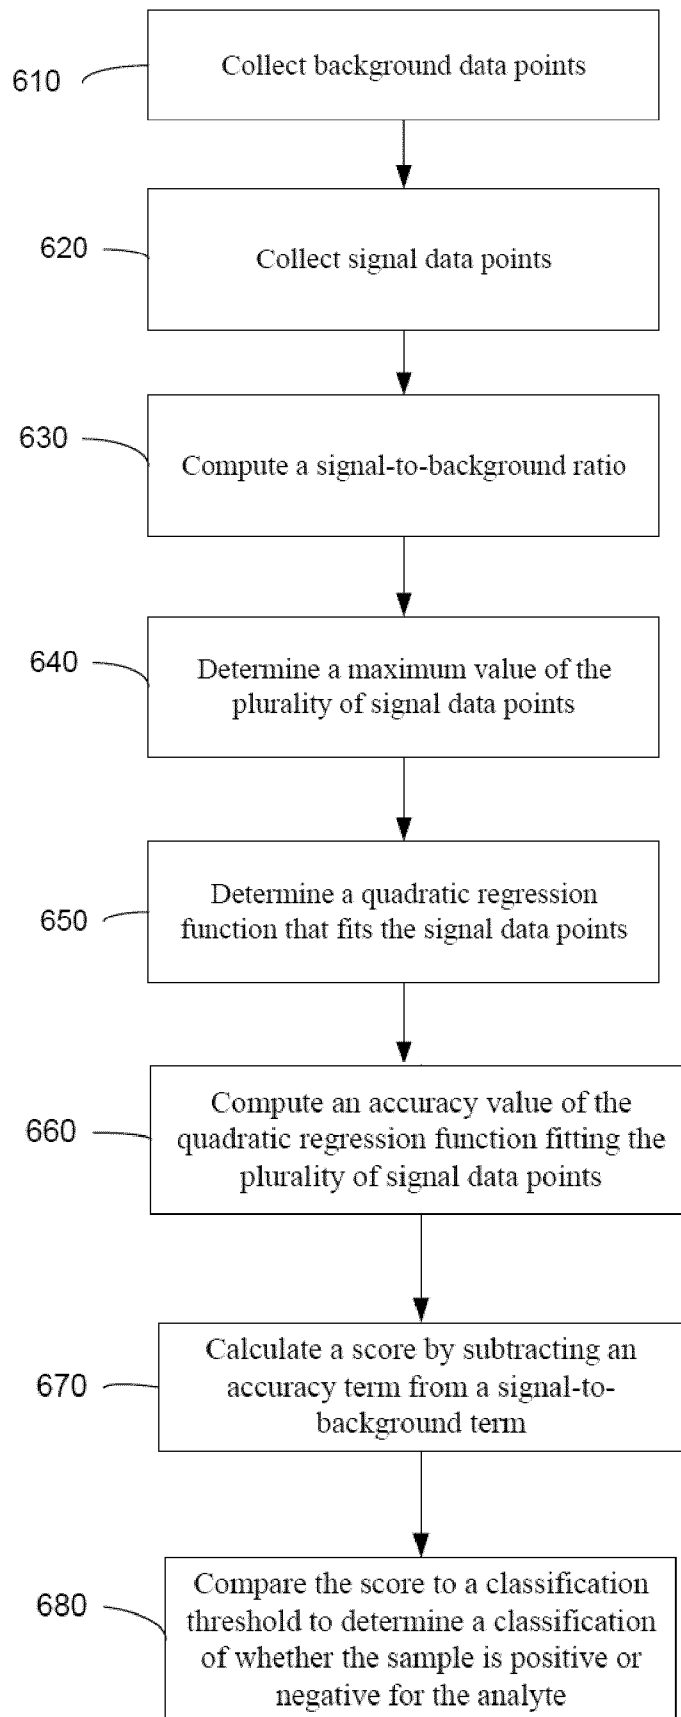 610
Collect background data points
620
Collect signal data points
630
Compute a signal-to-background ratio
640
Determine a maximum value of the
plurality of signal data points
650
Determine a quadratic regression
function that fits the signal data points
660
Compute an accuracy value of the
quadratic regression function fitting the
plurality of signal data points
670
Calculate a score by subtracting an
accuracy term from a signal-to-
background term
680
Compare the score to a classification
threshold to determine a classification
of whether the sample is positive or
negative for the analyte